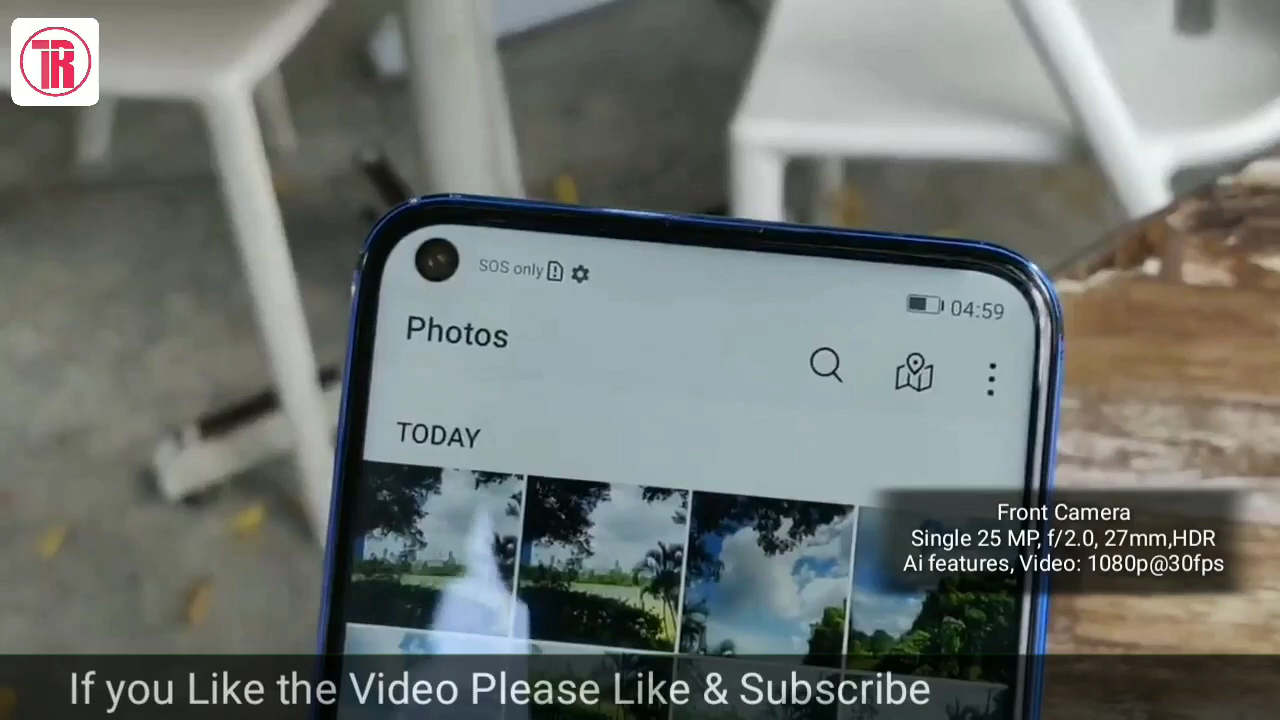 TR
SOS only
04:59
Photos
TODAY
Front Camera
Single 25 MP, f/2.0, 27mm,HDR
Ai features, Video: 1080p@30fps
If you Like the Video Please Like & Subscribe